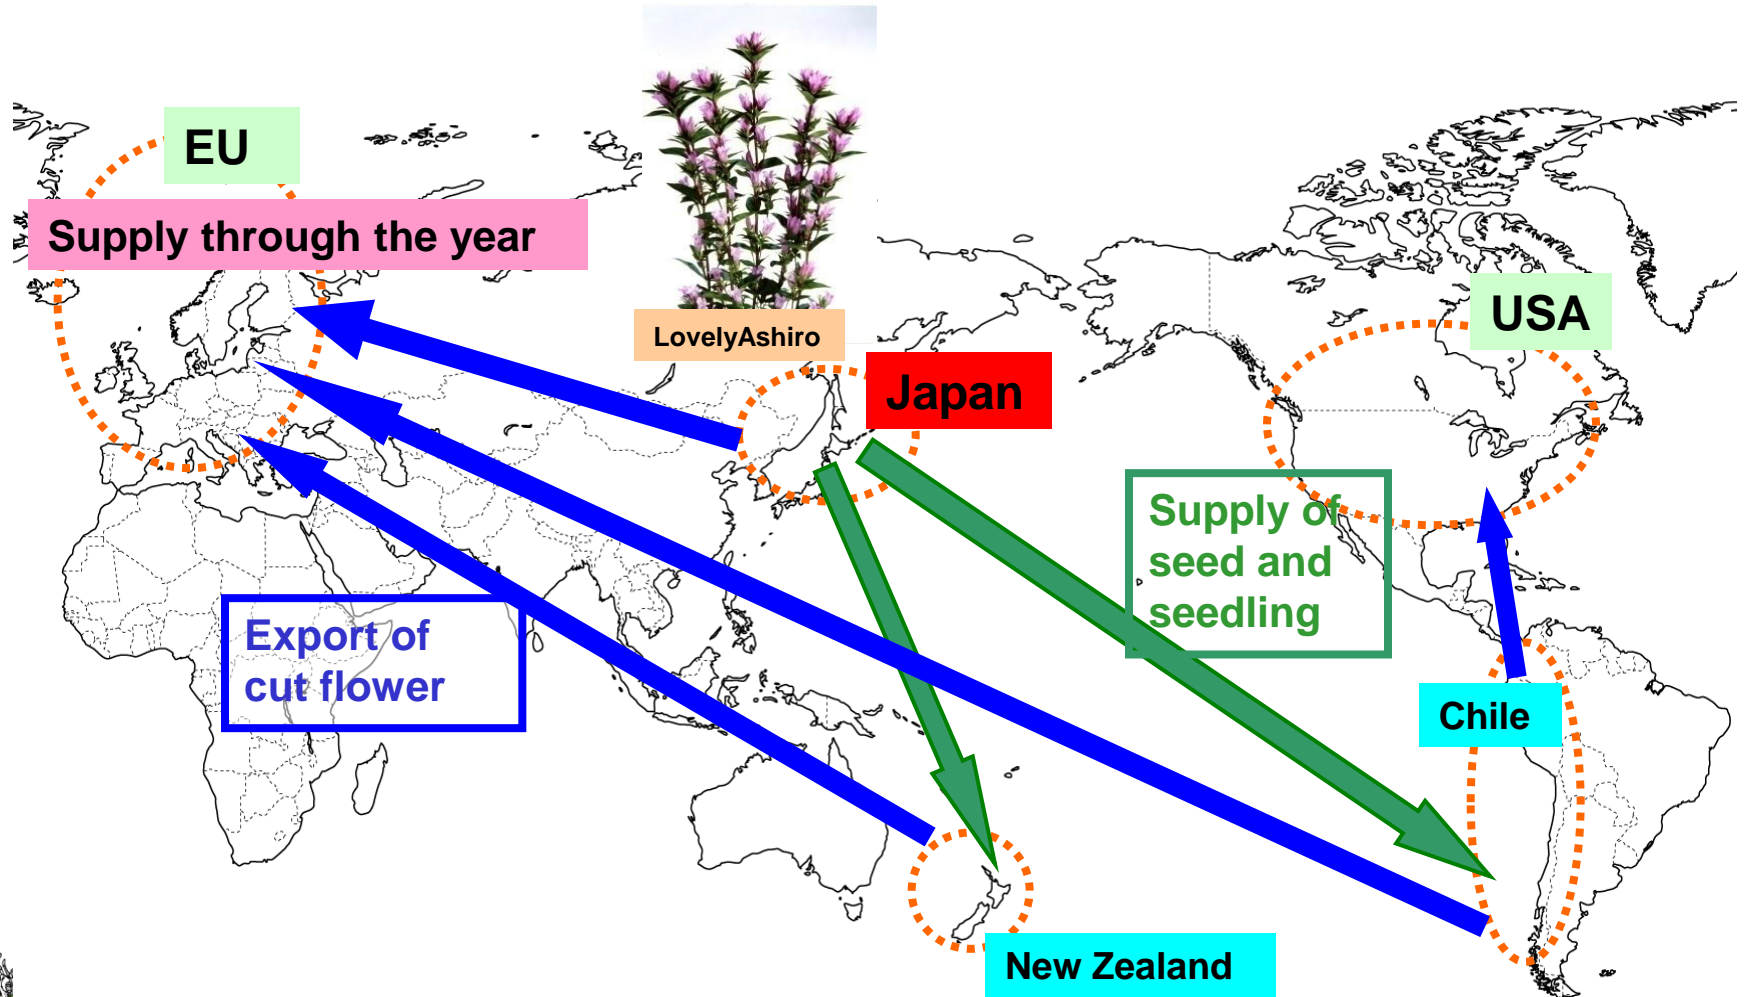 EU
Supply through the year
LovelyAshiro
Japan
USA
Supply of
seed and
seedling
Export of
cut flower
Chile
New Zealand